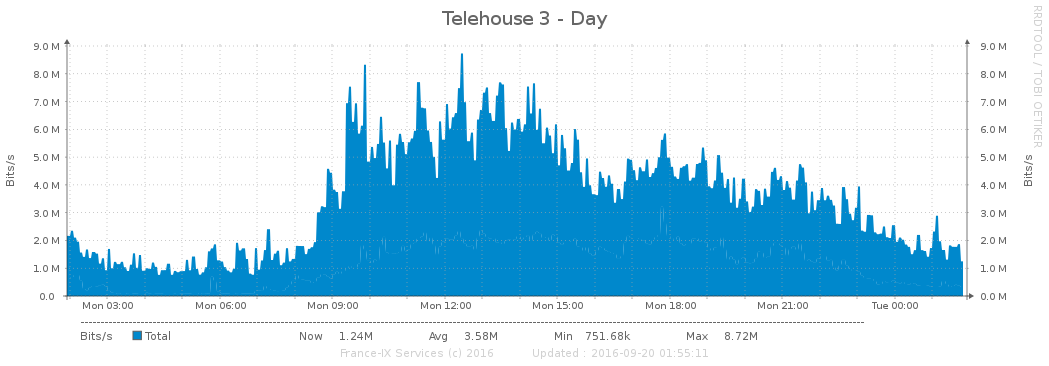 Telehouse 3 - Day
RRDTOOL / TOBI OETIKER
Bits/s
9.0 M 9.0 M
8.0 M 8.0 M
7.0 M 7.0 M
6.0 M 6.0 M
5.0 M 5.0 M
4.0 M 4.0 M
3.0 M 3.0 M
2.0 M 2.0 M
1.0 M 1.0 M
0.0 0.0 M
Bits/s
Mon 03:00 Mon 06:00 Mon 09:00 Mon 12:00 Mon 15:00 Mon 18:00 Mon 21:00 Tue 00:00
Bits/s Total Now 1.24M Avg 3.58M Min 751.68k Max 8.72M
France-IX Services (c) 2016 Updated : 2016-09-20 01:55:11